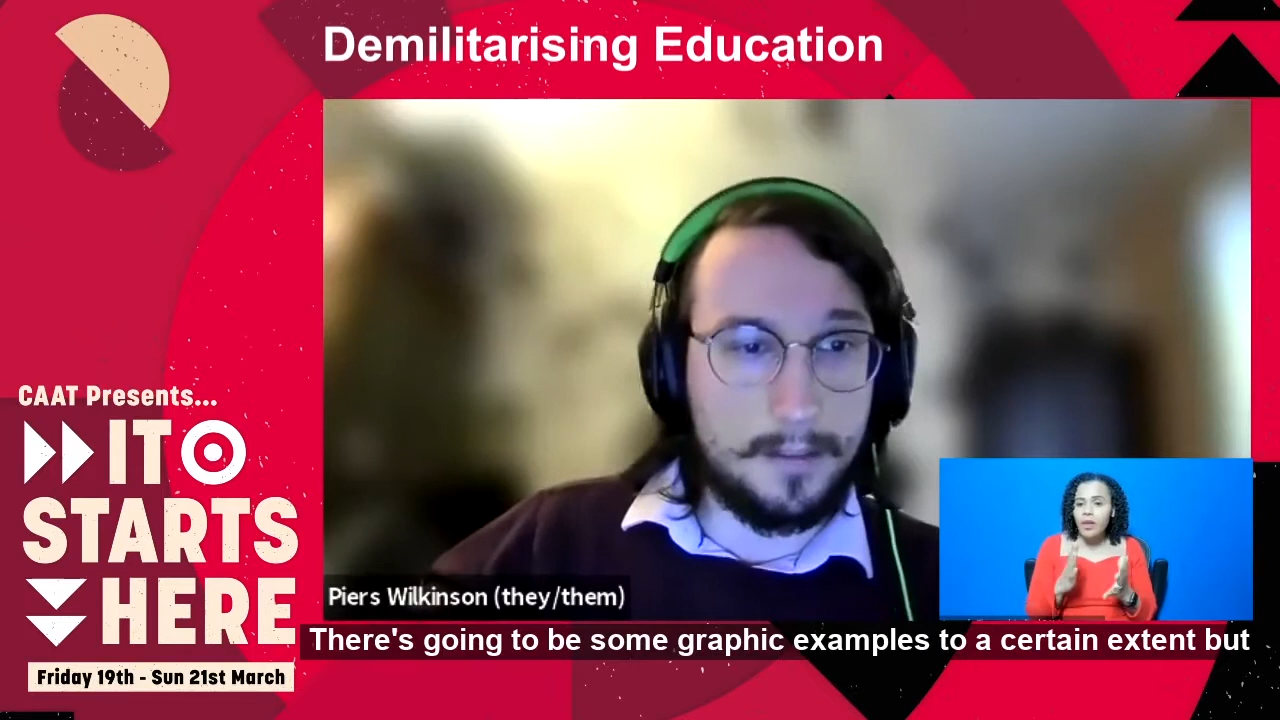 Demilitarising Education
CAAT Presents...
IT
STARTS
HERE
Friday 19th - Sun 21st March
Piers Wilkinson (they/them)
There's going to be some graphic examples to a certain extent but